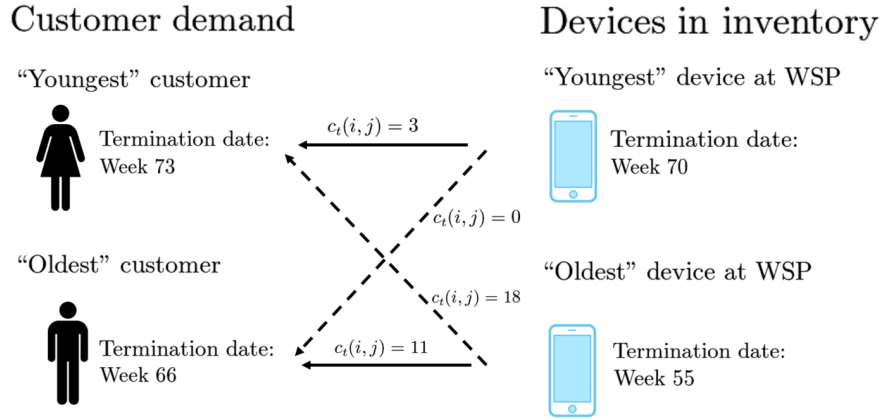 Customer demand
Devices in inventory
“Youngest” customer
“Youngest” device at WSP
Termination date:
Week 73
c_t(i, j) = 3
Termination date:
Week 70
c_t(i, j) = 0
“Oldest” customer
“Oldest” device at WSP
c_t(i, j) = 18
Termination date:
Week 66
c_t(i, j) = 11
Termination date:
Week 55